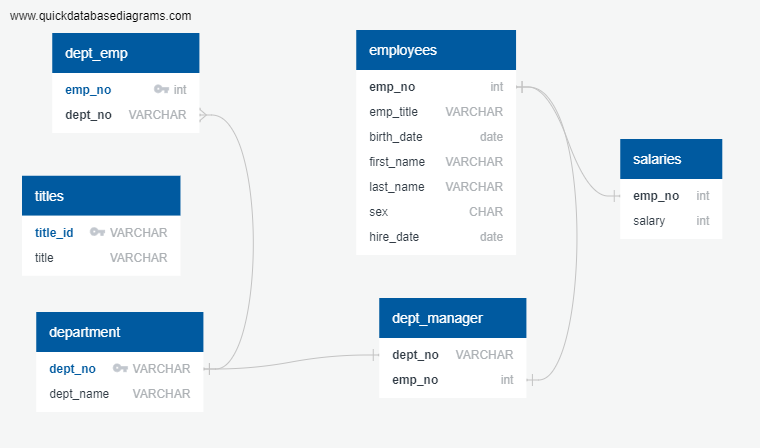 www.quickdatabasediagrams.com
dept_emp
emp_no int
dept_no VARCHAR
employees
emp_no int
emp_title VARCHAR
birth_date date
first_name VARCHAR
last_name VARCHAR
sex CHAR
hire_date date
salaries
emp_no int
salary int
titles
title_id VARCHAR
title VARCHAR
department
dept_no VARCHAR
dept_name VARCHAR
dept_manager
dept_no VARCHAR
emp_no int